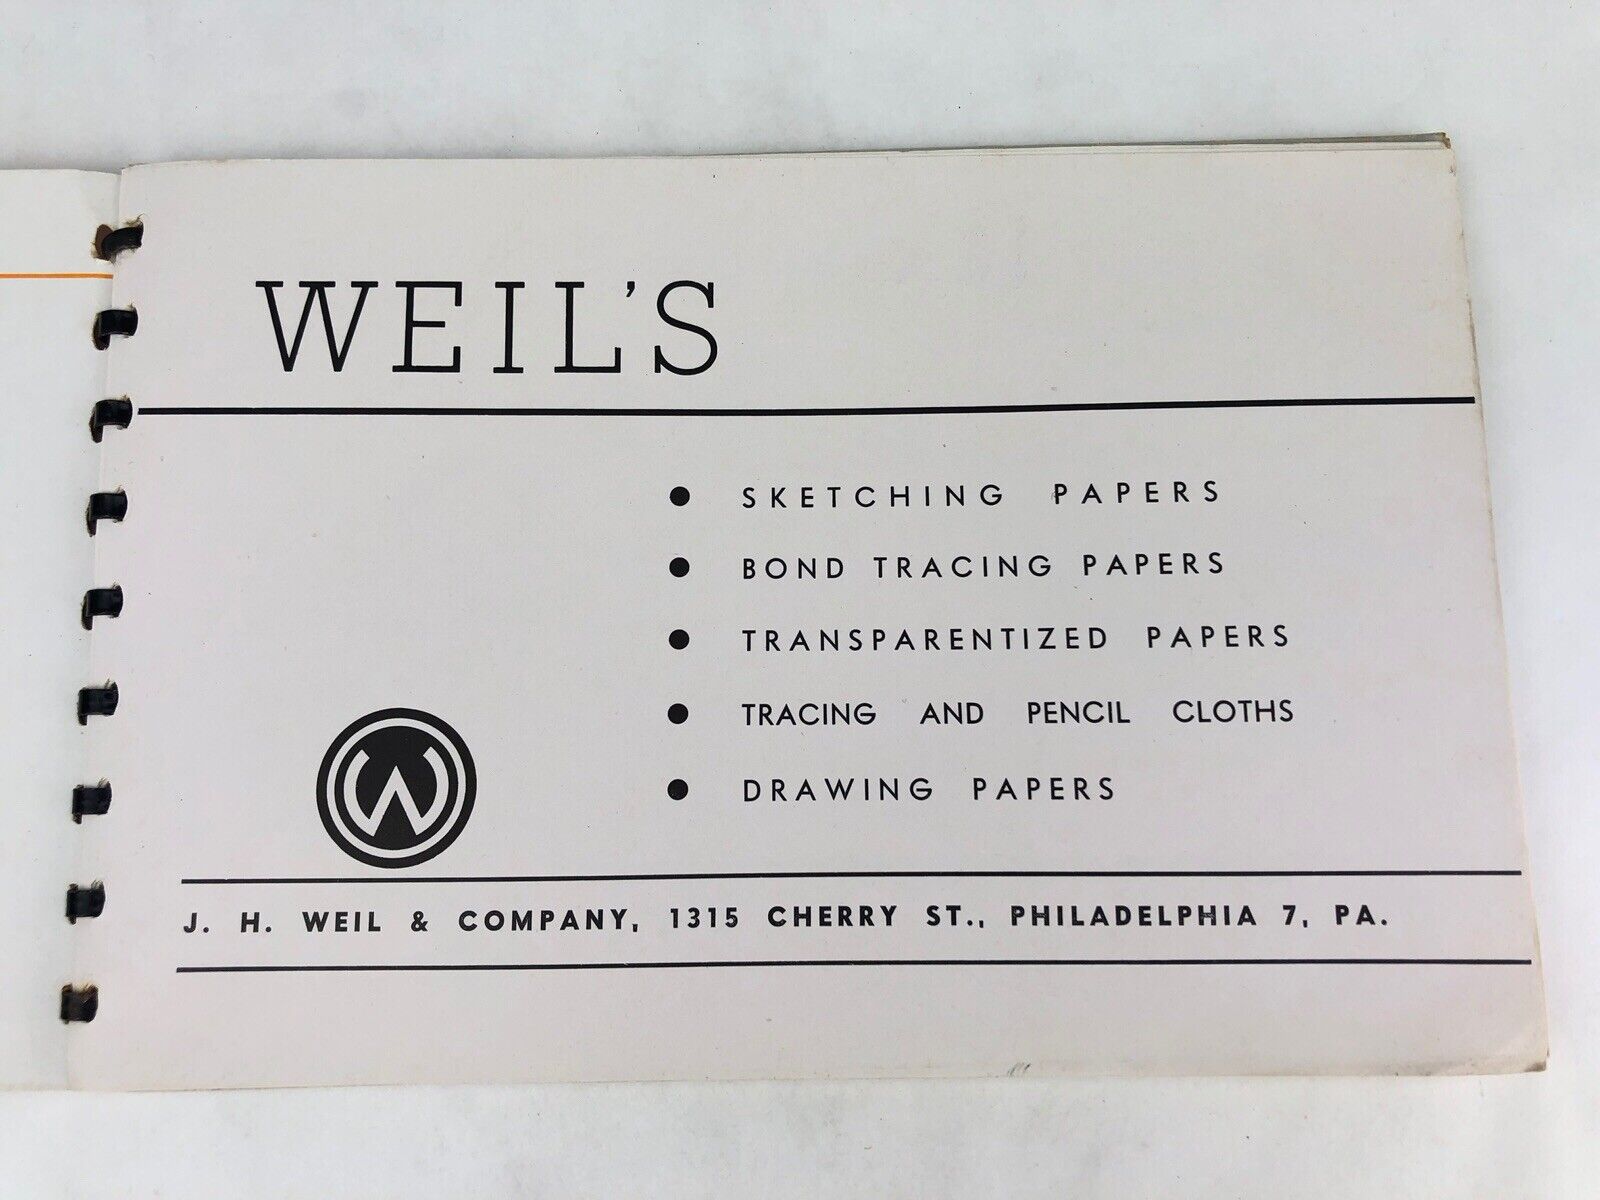 WEIL'S
• SKETCHING PAPERS
• BOND TRACING PAPERS
• TRANSPARENTIZED PAPERS
• TRACING AND PENCIL CLOTHS
• DRAWING PAPERS
W
J. H. WEIL & COMPANY, 1315 CHERRY ST., PHILADELPHIA 7, PA.